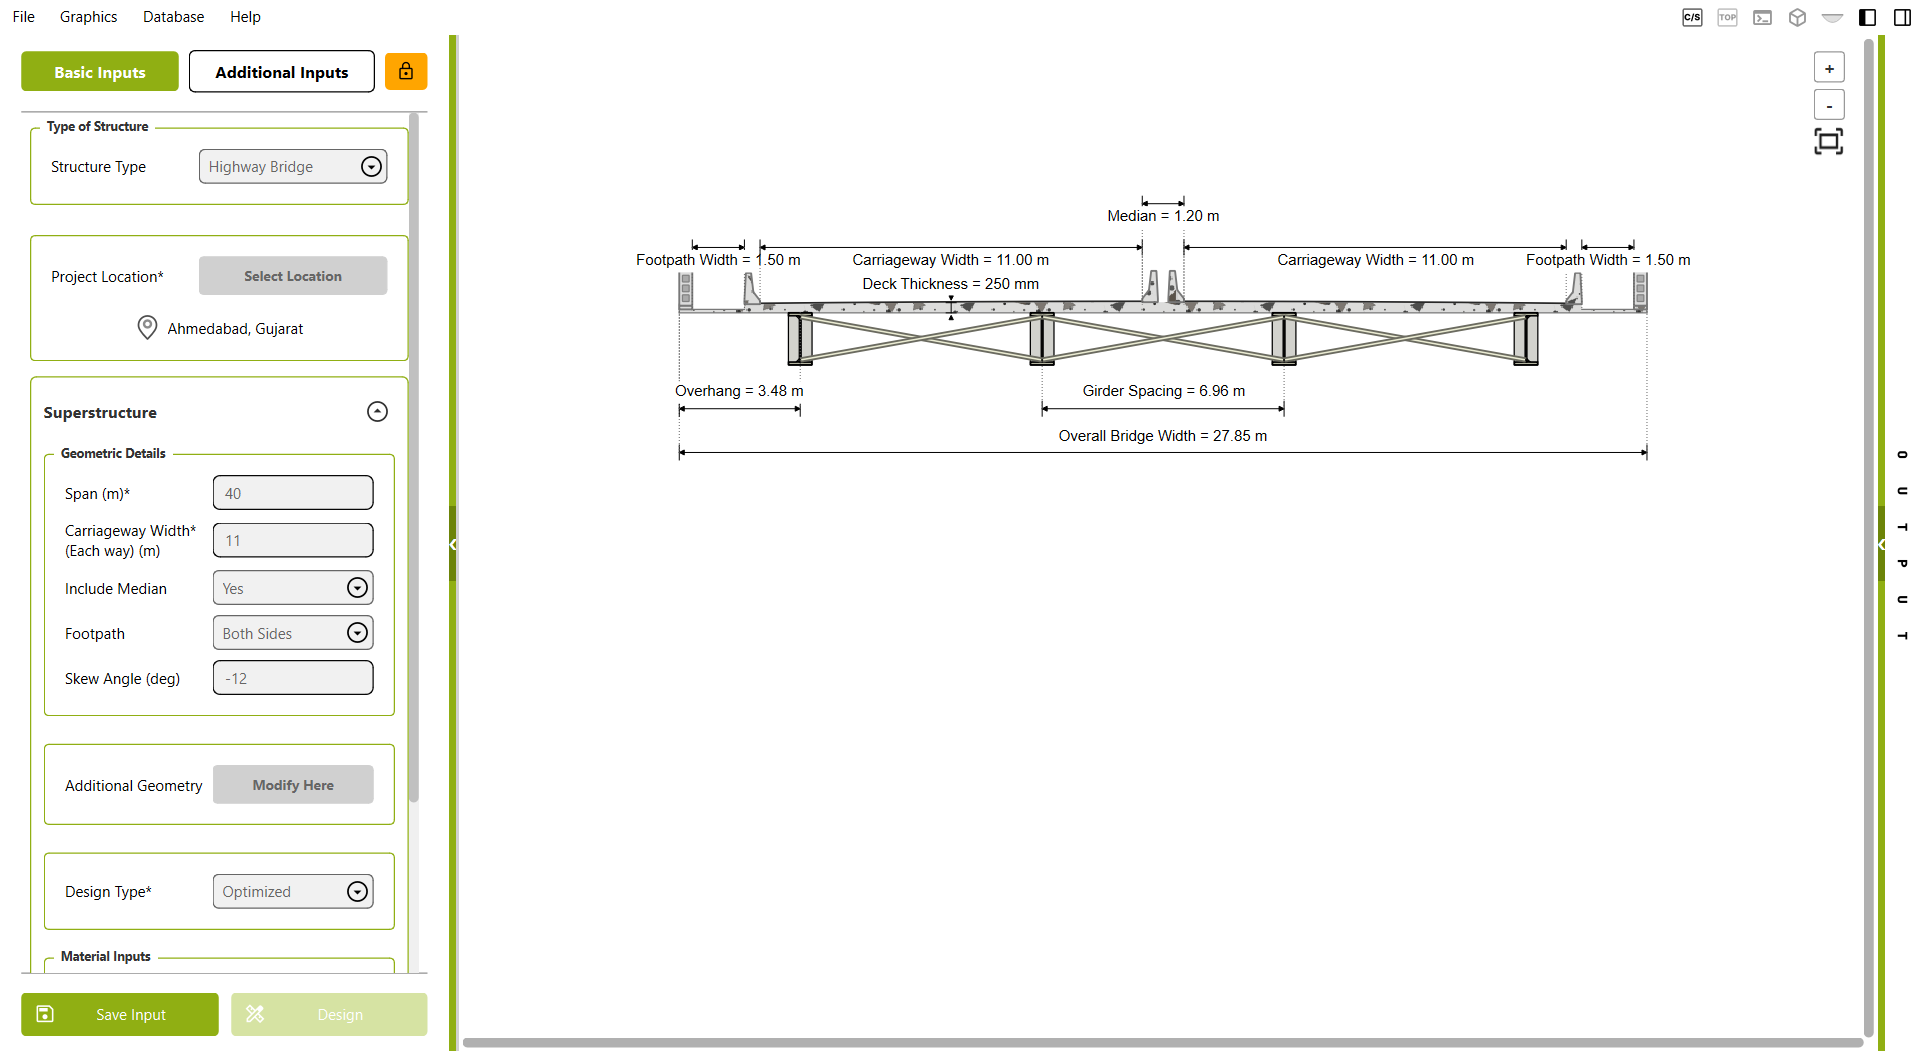 File Graphics Database Help
C/S TOP
Basic Inputs Additional Inputs
Type of Structure
Structure Type Highway Bridge
Project Location* Select Location
Ahmedabad, Gujarat
Superstructure
Geometric Details
Span (m)* 40
Carriageway Width*
(Each way) (m) 11
Include Median Yes
Footpath Both Sides
Skew Angle (deg) -12
Additional Geometry Modify Here
Design Type* Optimized
Material Inputs
Save Input Design
+
-
Median = 1.20 m
Footpath Width = 1.50 m Carriageway Width = 11.00 m Carriageway Width = 11.00 m Footpath Width = 1.50 m
Deck Thickness = 250 mm
Overhang = 3.48 m Girder Spacing = 6.96 m
Overall Bridge Width = 27.85 m
OUTPUT